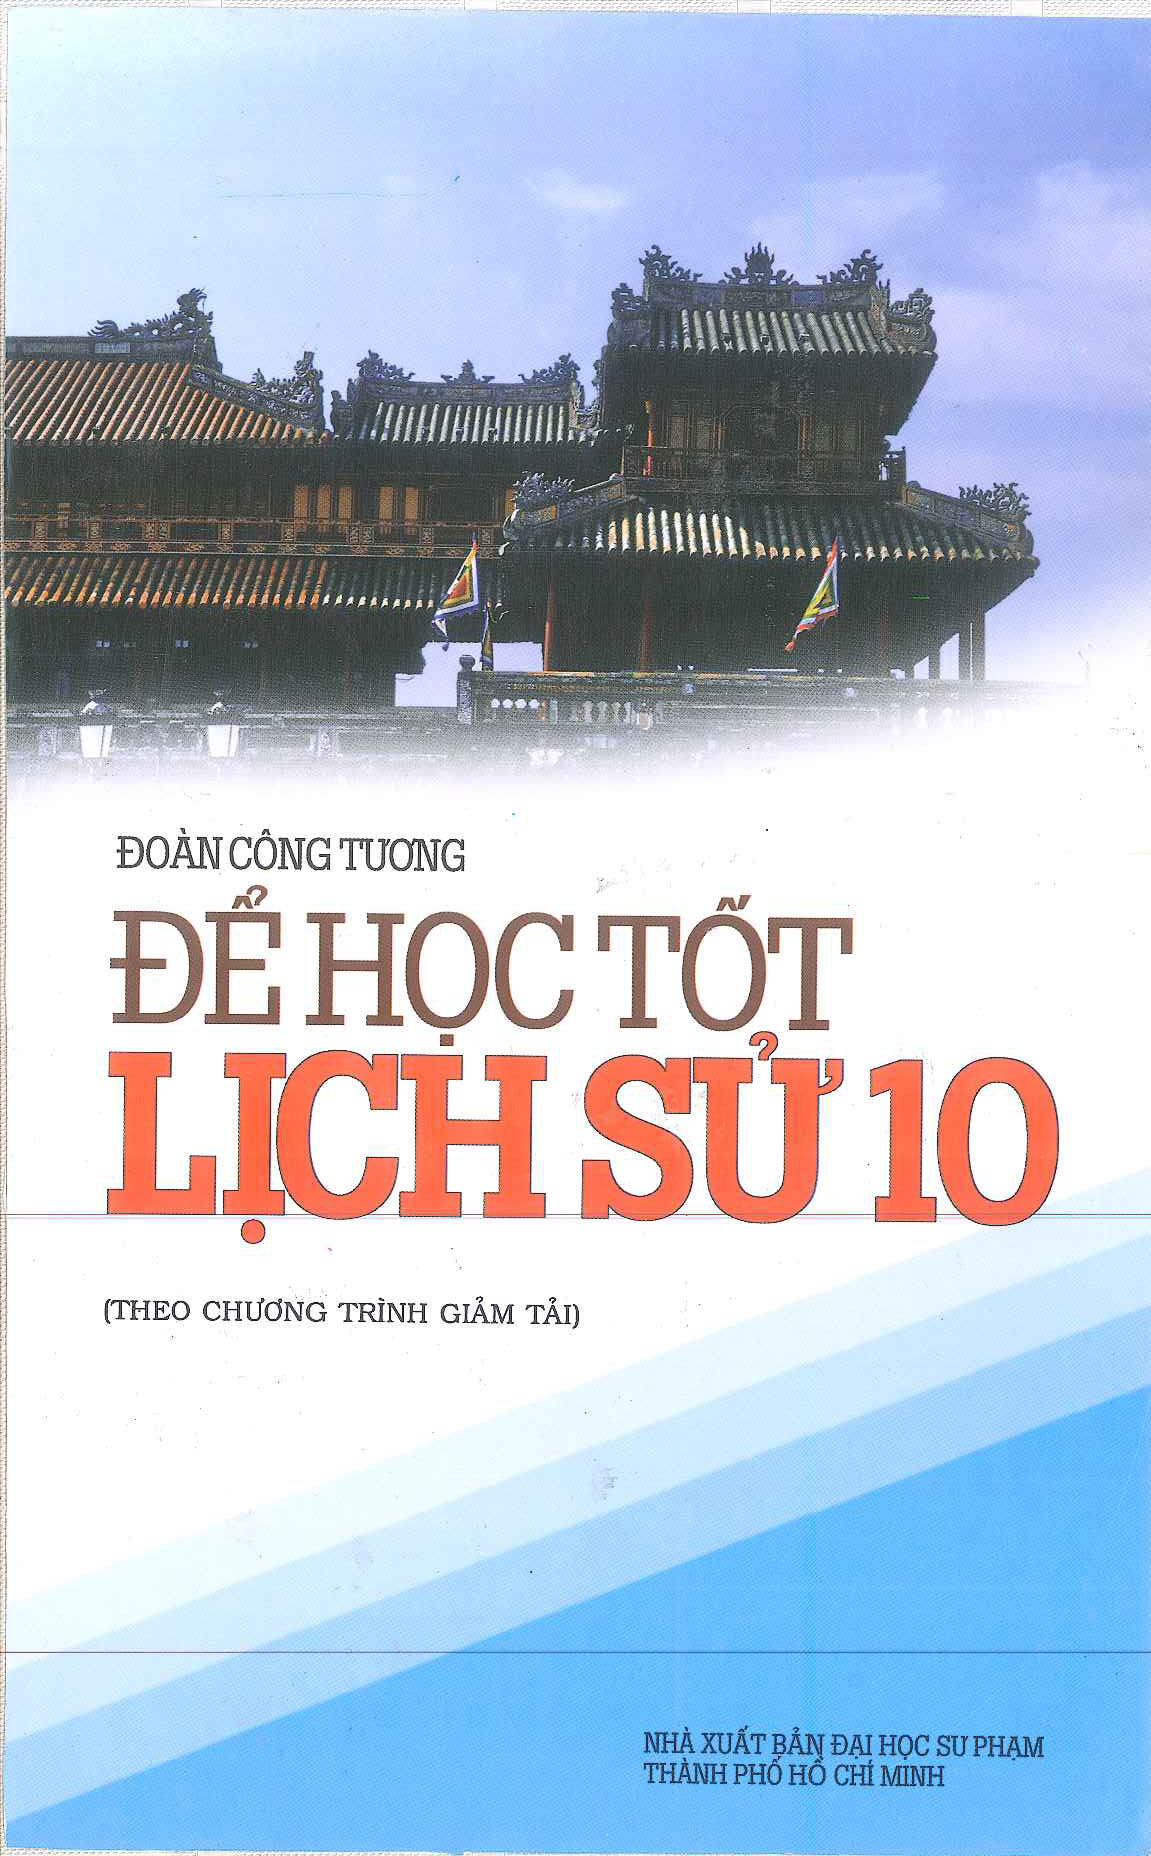 ĐOÀN CÔNG TƯƠNG
ĐỂ HỌC TỐT
LỊCH SỬ 10
(THEO CHƯƠNG TRÌNH GIẢM TẢI)
NHÀ XUẤT BẢN ĐẠI HỌC SƯ PHẠM
THÀNH PHỐ HỒ CHÍ MINH